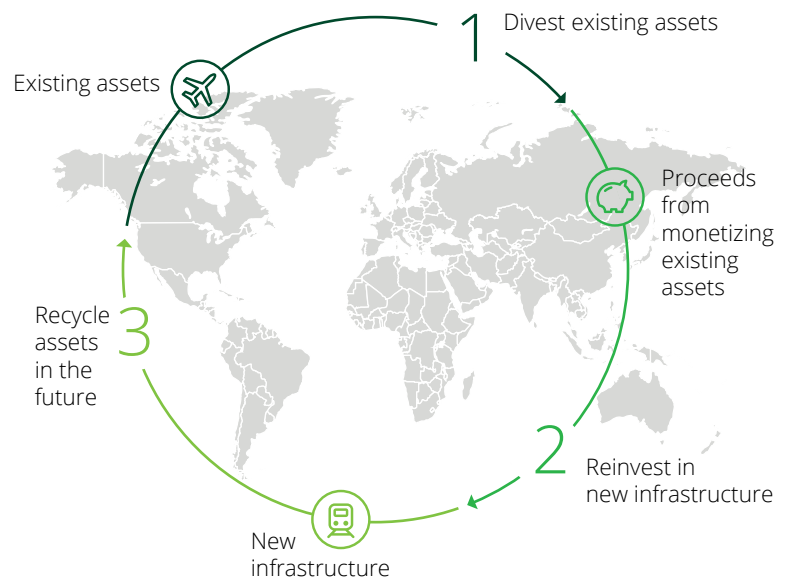 1
Divest existing assets
Existing assets
Proceeds
from
monetizing
existing
assets
2
Reinvest in
new infrastructure
New
infrastructure
3
Recycle
assets
in the
future